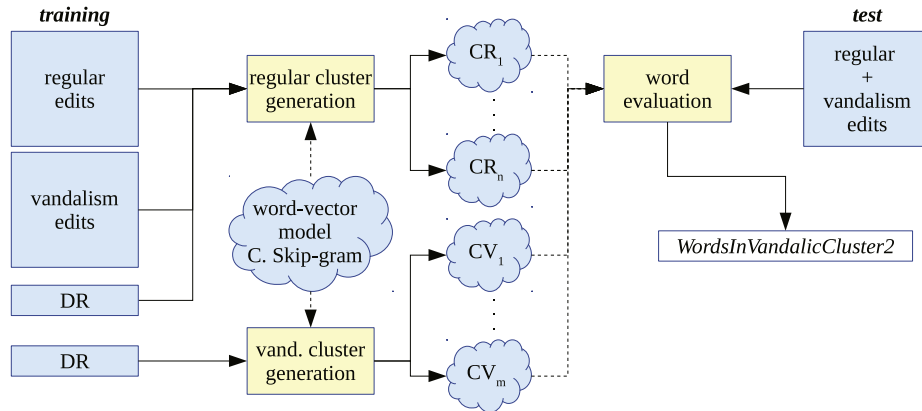 training
test
regular
edits
vandalism
edits
DR
DR
regular cluster
generation
word-vector
model
C. Skip-gram
vand. cluster
generation
CR1
CRn
CV1
CVm
word
evaluation
regular
+
vandalism
edits
WordsInVandalicCluster2